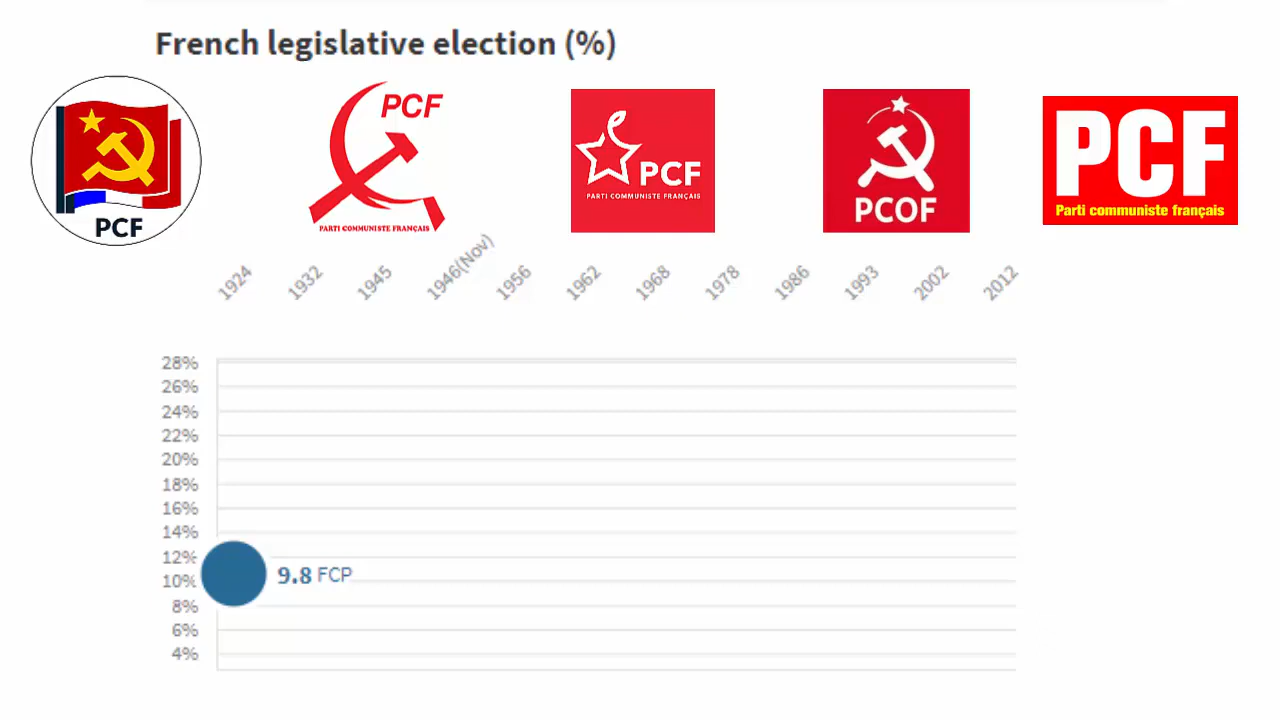 French legislative election (%)
PCF
PCF
PARTI COMMUNISTE FRANÇAIS
PCF
PARTI COMMUNISTE FRANÇAIS
PCOF
PCF
Parti communiste français
1924
1932
1945
1946(Nov)
1956
1962
1968
1978
1986
1993
2002
2012
28%
26%
24%
22%
20%
18%
16%
14%
12%
10%
8%
6%
4%
9.8 FCP